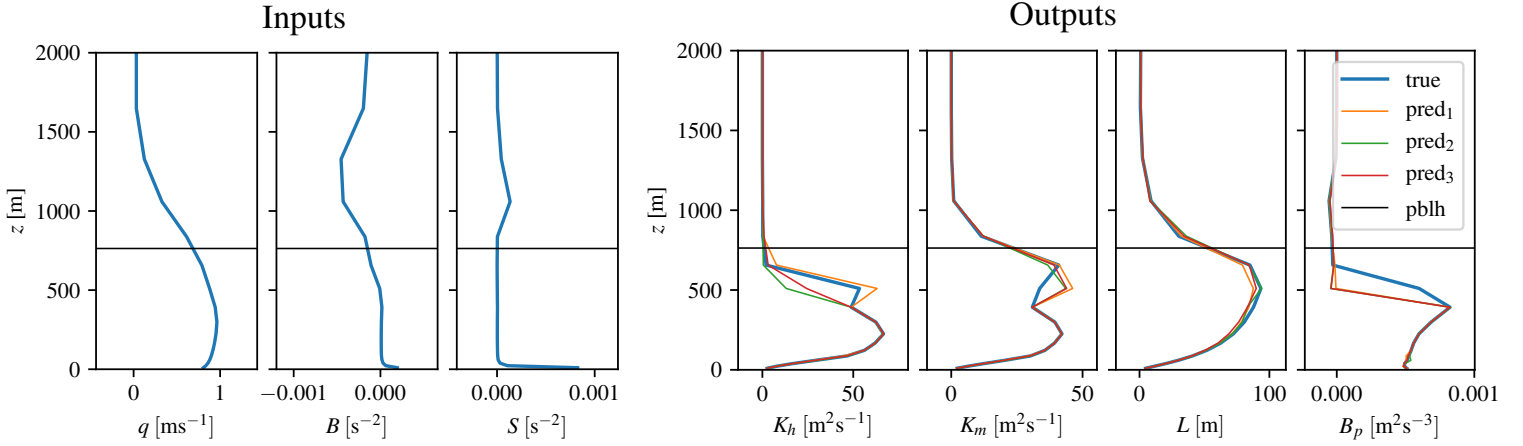 Inputs
Outputs
2000
1500
1000
500
0
z [m]
0 1
q [ms⁻¹]
−0.001 0.000
B [s⁻²]
0.000 0.001
S [s⁻²]
2000
1500
1000
500
0
z [m]
0 50
K_h [m²s⁻¹]
0 50
K_m [m²s⁻¹]
0 100
L [m]
true
pred₁
pred₂
pred₃
pblh
0.000 0.001
B_p [m²s⁻³]